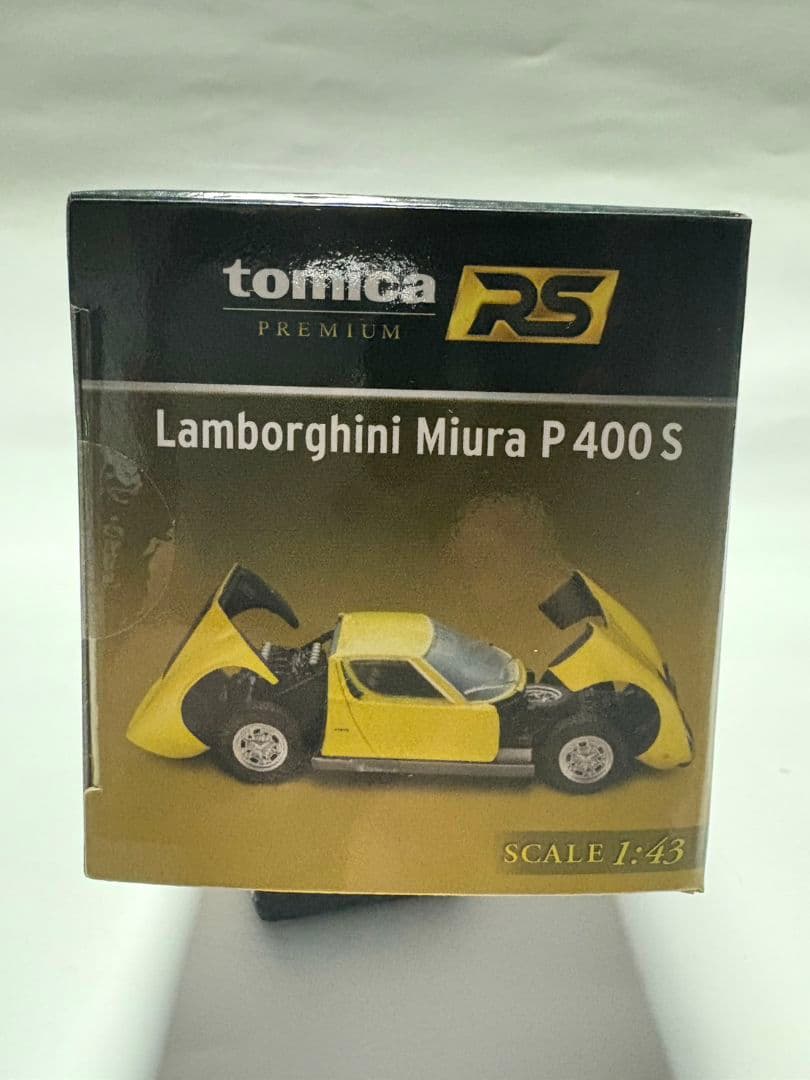 tomica
PREMIUM
RS
Lamborghini Miura P 400 S
SCALE 1:43